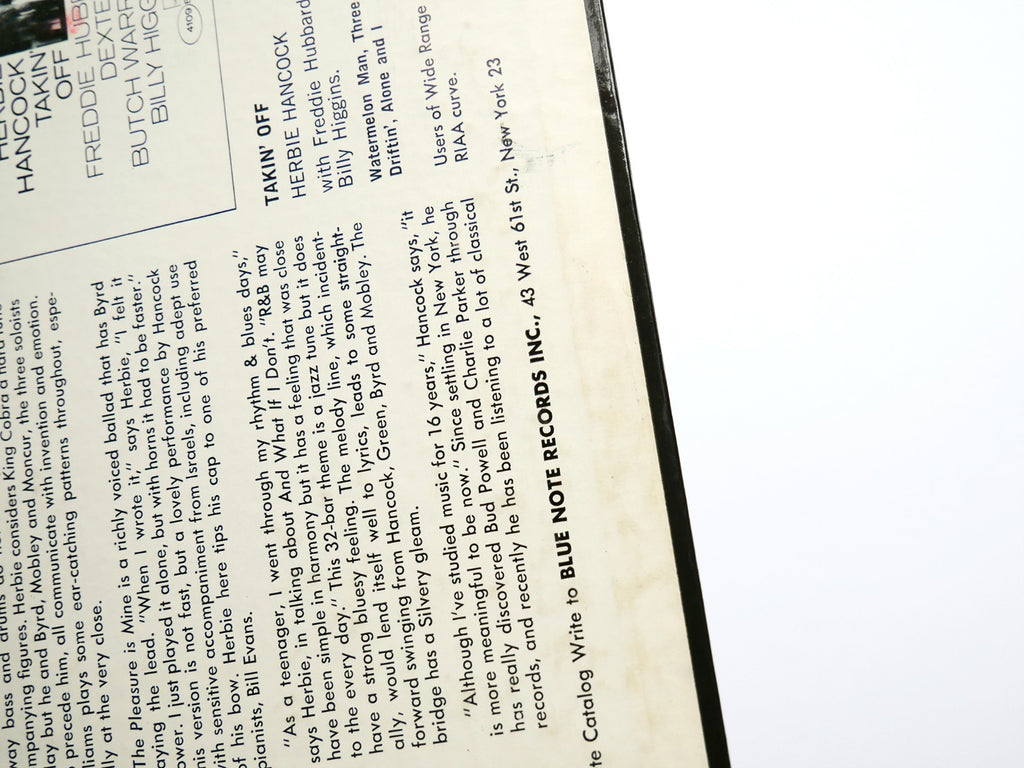 way bass and drums do
mpanying figures. Herbie considers King Cobra a hard
lay but he and Byrd, Mobley and Moncur, the three soloists
precede him, all communicate with invention and emotion.
liams plays some ear-catching patterns throughout, espe-
lly at the very close.
The Pleasure is Mine is a richly voiced ballad that has Byrd
aying the lead. "When I wrote it," says Herbie, "I felt it
ower. I just played it alone, but with horns it had to be faster."
his version is not fast, but a lovely performance by Hancock
with sensitive accompaniment from Israels, including adept use
of his bow. Herbie here tips his cap to one of his preferred
pianists, Bill Evans.
"As a teenager, I went through my rhythm & blues days,"
says Herbie, in talking about And What If I Don't. "R&B may
have been simple in harmony but it has a feeling that was close
to the every day." This 32-bar theme is a jazz tune but it does
have a strong bluesy feeling. The melody line, which incident-
ally, would lend itself well to lyrics, leads to some straight-
forward swinging from Hancock, Green, Byrd and Mobley. The
bridge has a Silvery gleam.
"Although I've studied music for 16 years," Hancock says, "it
is more meaningful to be now." Since settling in New York, he
has really discovered Bud Powell and Charlie Parker through
records, and recently he has been listening to a lot of classical
HANCOCK
TAKIN'
OFF
FREDDIE HUBB
DEXTE
BUTCH WARR
BILLY HIGG
4109
TAKIN' OFF
HERBIE HANCOCK
with Freddie Hubbard
Billy Higgins.
Watermelon Man, Three
Driftin', Alone and I
Users of Wide Range
RIAA curve.
te Catalog Write to BLUE NOTE RECORDS INC., 43 West 61st St., New York 23